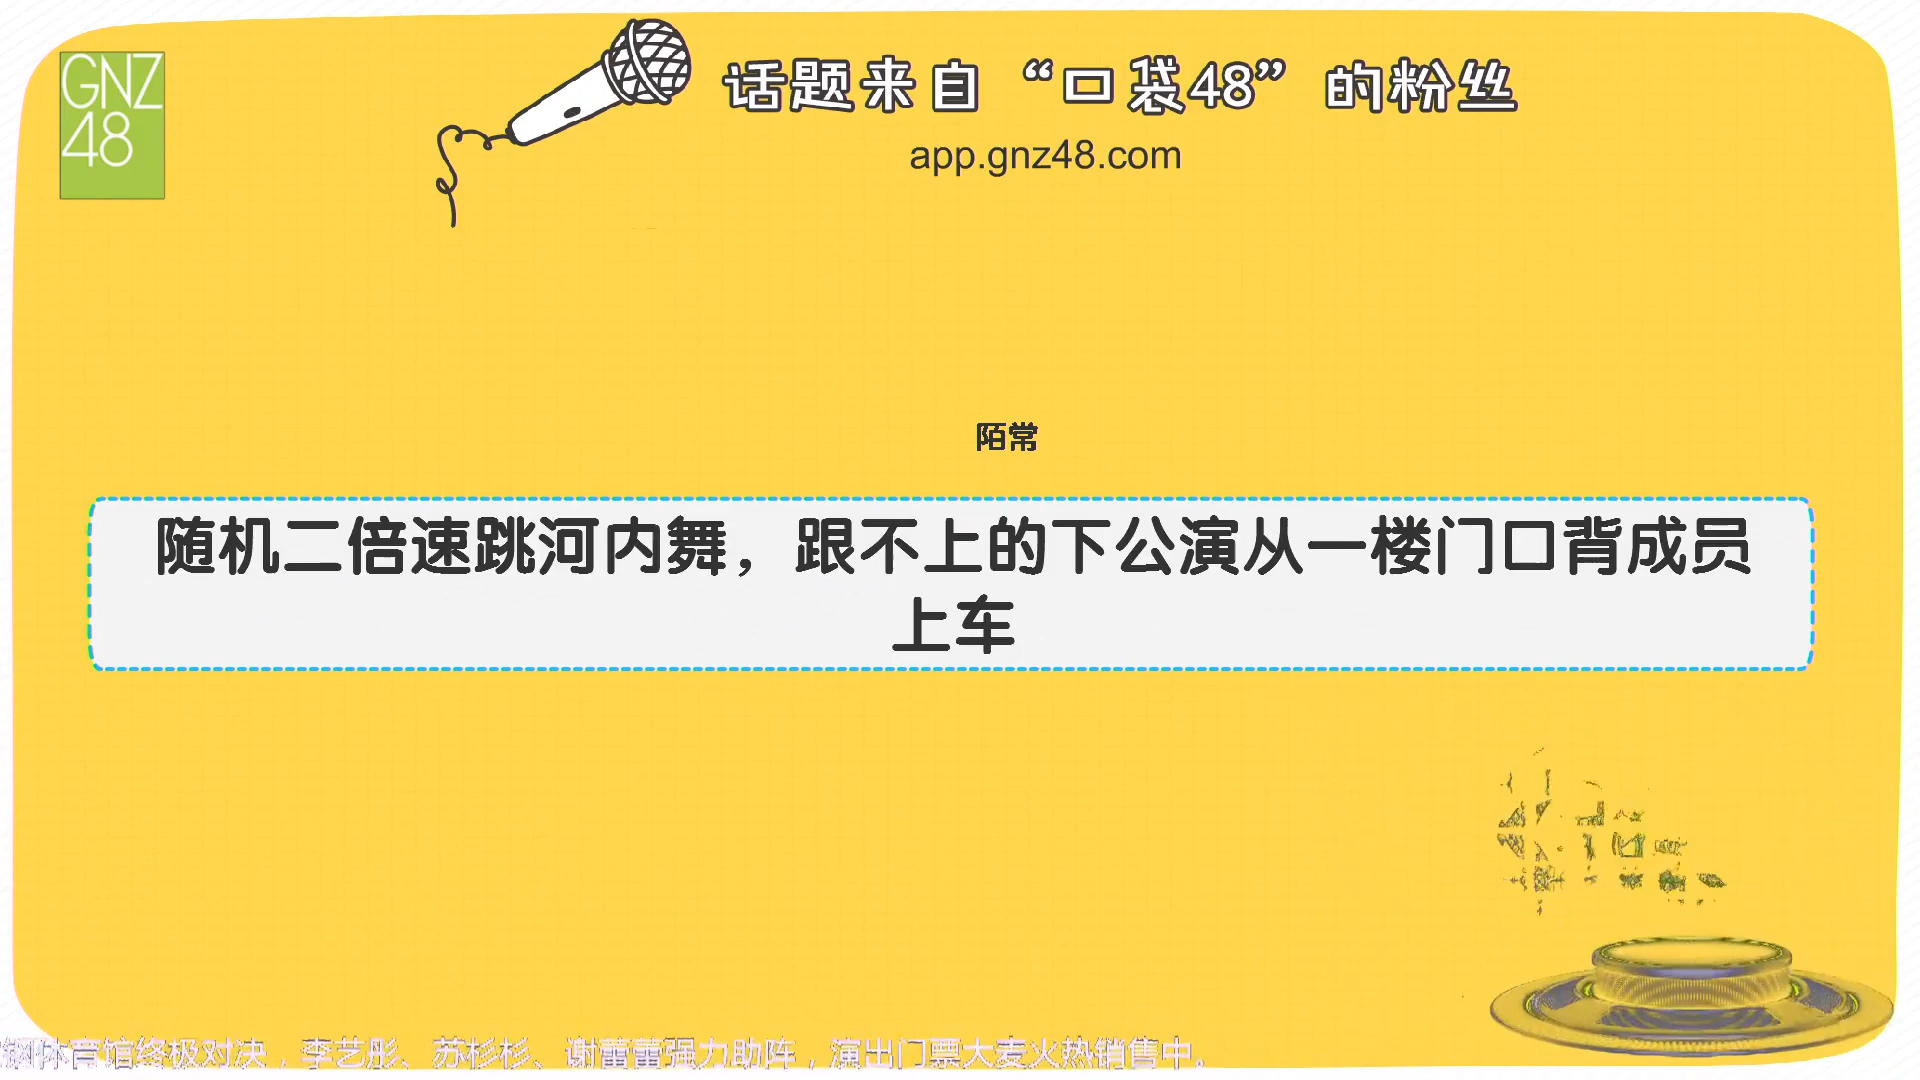 GNZ
48
话题来自“口袋48”的粉丝
app.gnz48.com
陌常
随机二倍速跳河内舞，跟不上的下公演从一楼门口背成员
上车
体育馆终极对决，李艺彤、苏杉杉、谢蕾蕾强力助阵，演出门票大麦火热销售中。